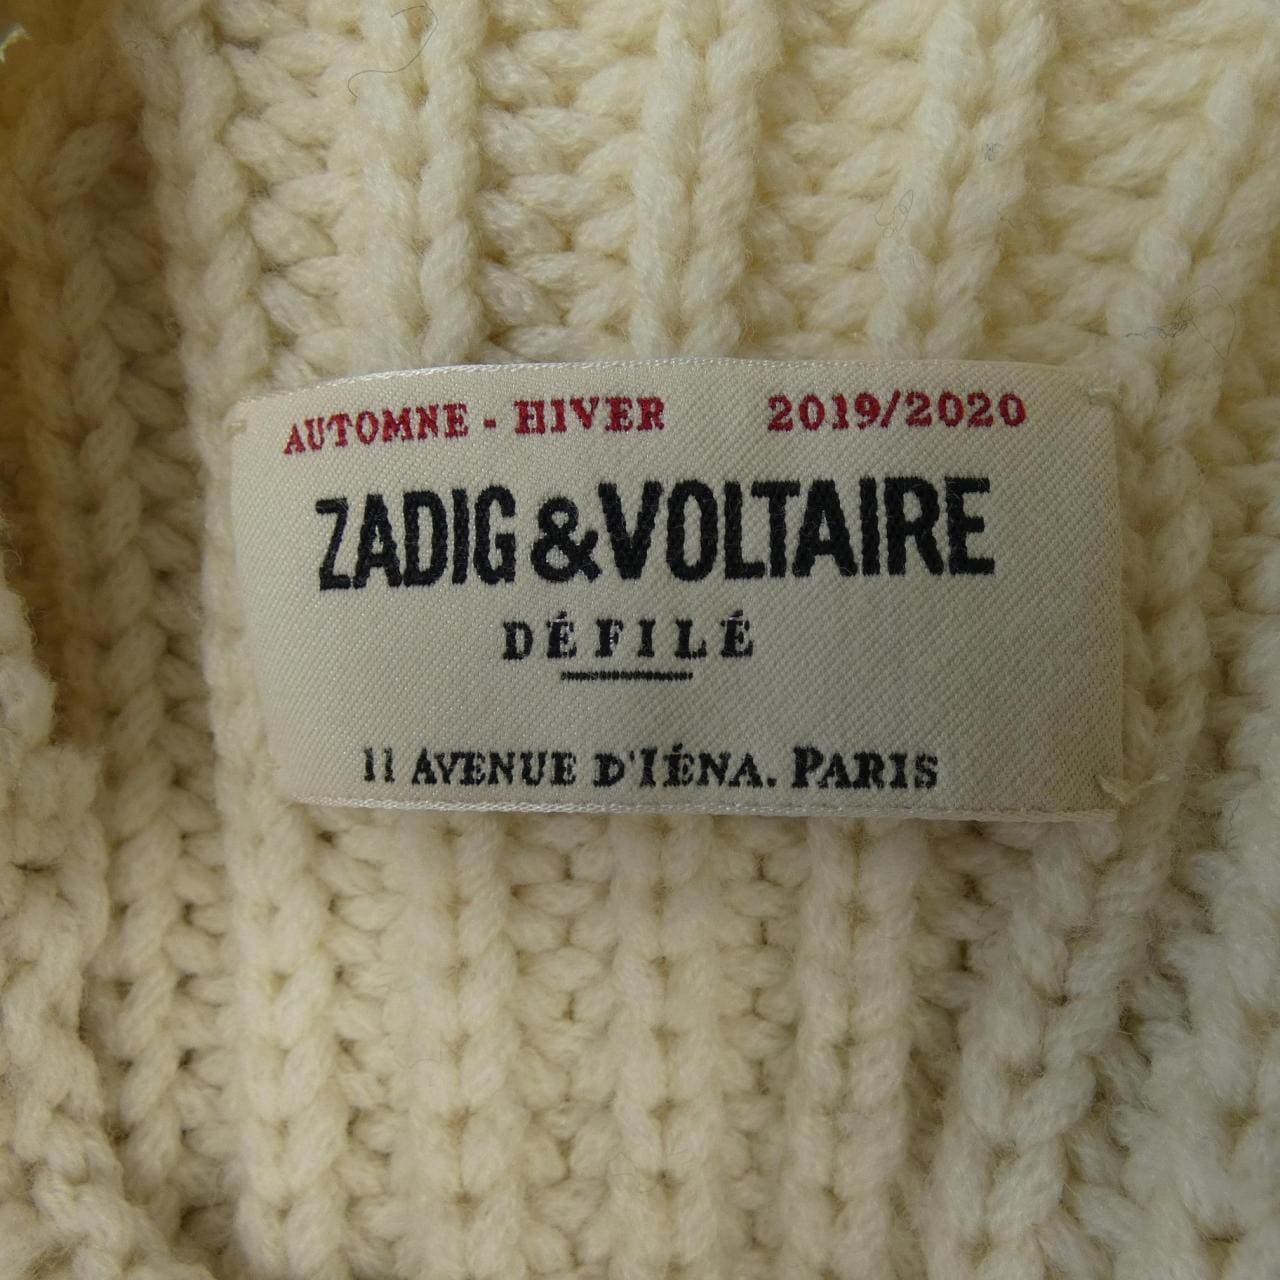 AUTOMNE - HIVER 2019/2020
ZADIG & VOLTAIRE
DÉFILÉ
11 AVENUE D'IÉNA. PARIS